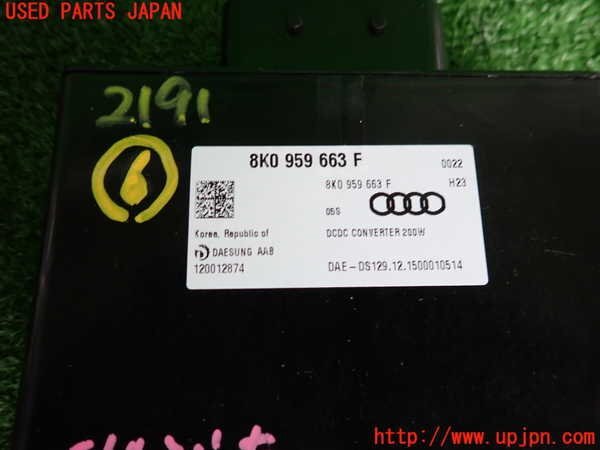 USED PARTS JAPAN
2191
6
8K0 959 663 F
0022
8K0 959 663 F
H23
05S
Korea, Republic of
DCDC CONVERTER 200W
DAESUNG AAB
120012874
DAE-DS129.12.1500010514
http://www.upjpn.com/